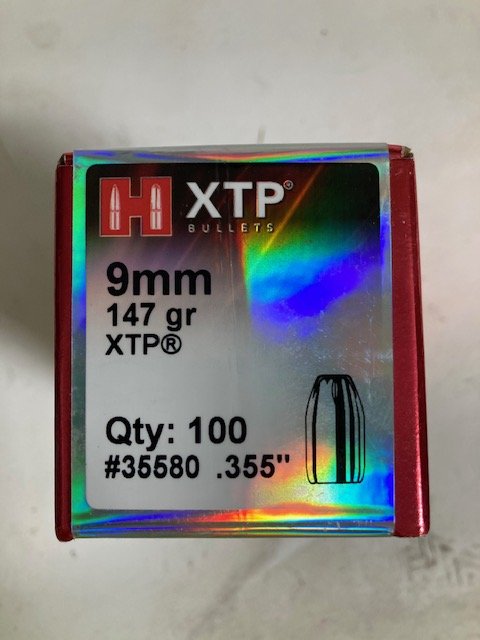 H XTP®
BULLETS
9mm
147 gr
XTP®
Qty: 100
#35580 .355"